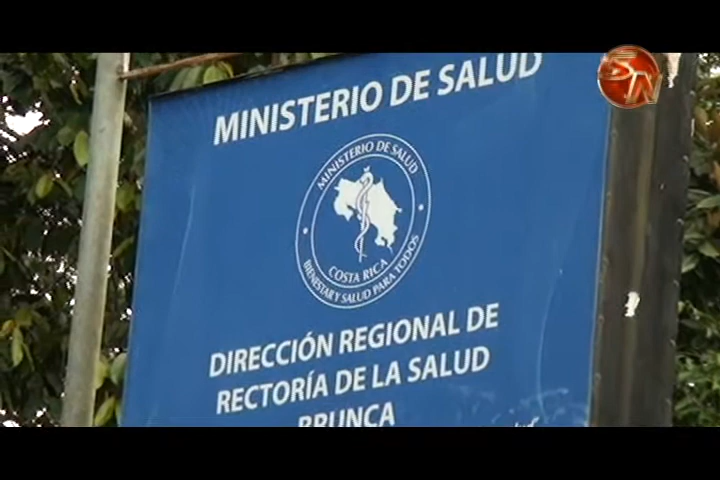 MINISTERIO DE SALUD
MINISTERIO DE SALUD
COSTA RICA
BIENESTAR Y SALUD PARA TODOS
DIRECCIÓN REGIONAL DE
RECTORÍA DE LA SALUD
BRUNCA